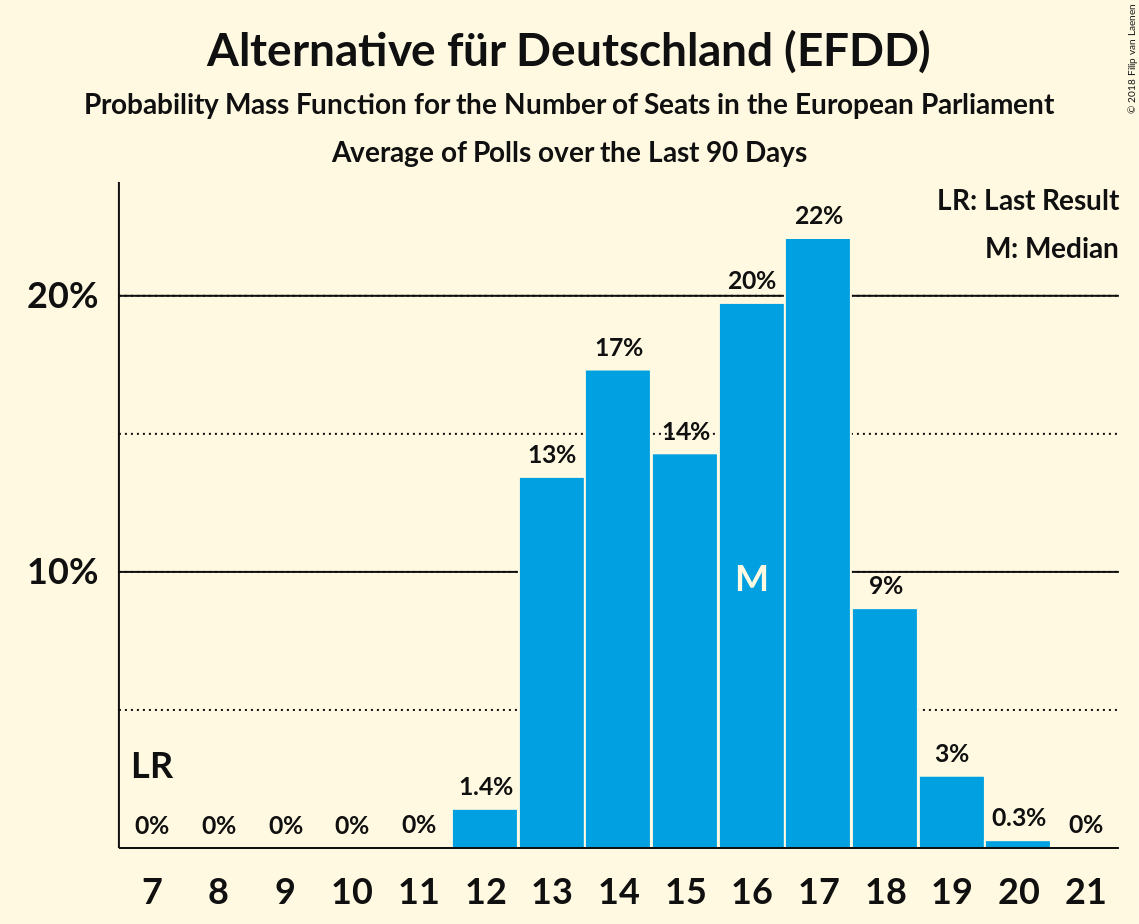 Alternative für Deutschland (EFDD)
Probability Mass Function for the Number of Seats in the European Parliament
Average of Polls over the Last 90 Days
© 2018 Filip van Laenen
LR: Last Result
M: Median
22%
20%
20%
17%
14%
13%
10%
M
9%
LR
3%
1.4%
0% 0% 0% 0% 0% 0.3% 0%
7 8 9 10 11 12 13 14 15 16 17 18 19 20 21